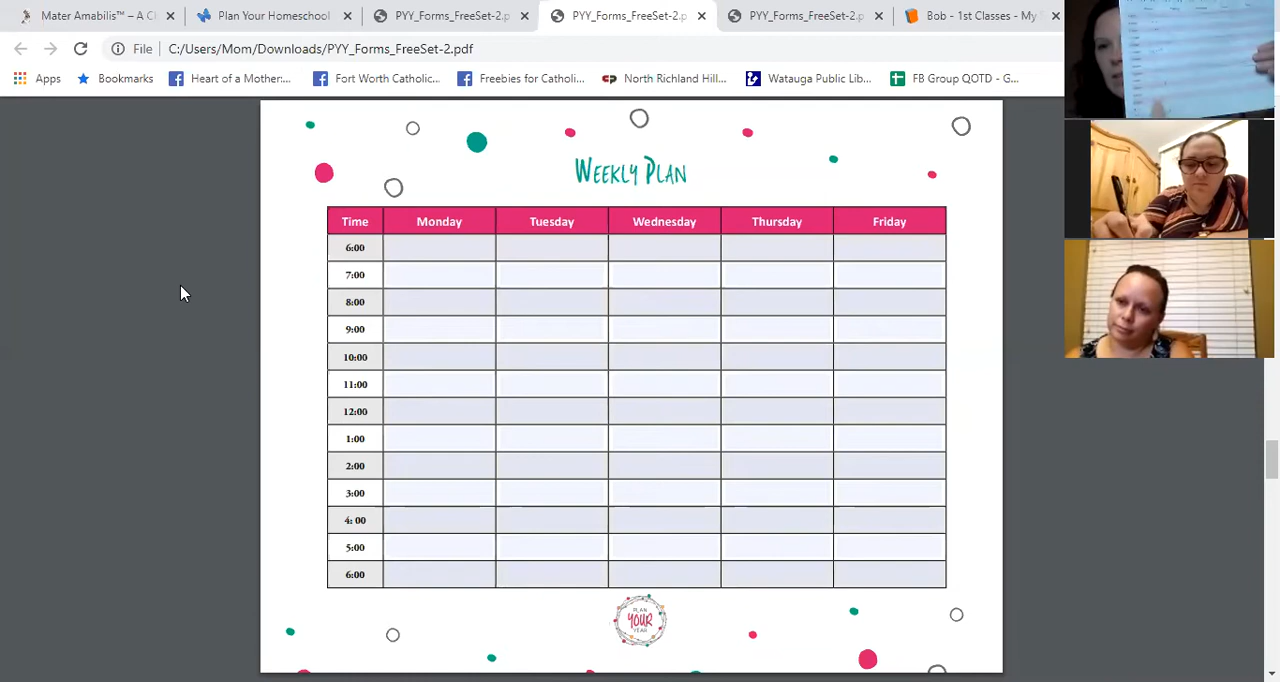 Mater Amabilis™ – A C
Plan Your Homeschool
PYY_Forms_FreeSet-2.p
PYY_Forms_FreeSet-2.p
PYY_Forms_FreeSet-2.p
Bob - 1st Classes - My
File C:/Users/Mom/Downloads/PYY_Forms_FreeSet-2.pdf
Apps Bookmarks Heart of a Mother:... Fort Worth Catholic... Freebies for Catholi... North Richland Hill... Watauga Public Lib... FB Group QOTD - G...
WEEKLY PLAN
Time Monday Tuesday Wednesday Thursday Friday
6:00
7:00
8:00
9:00
10:00
11:00
12:00
1:00
2:00
3:00
4: 00
5:00
6:00
PLAN
YOUR
YEAR